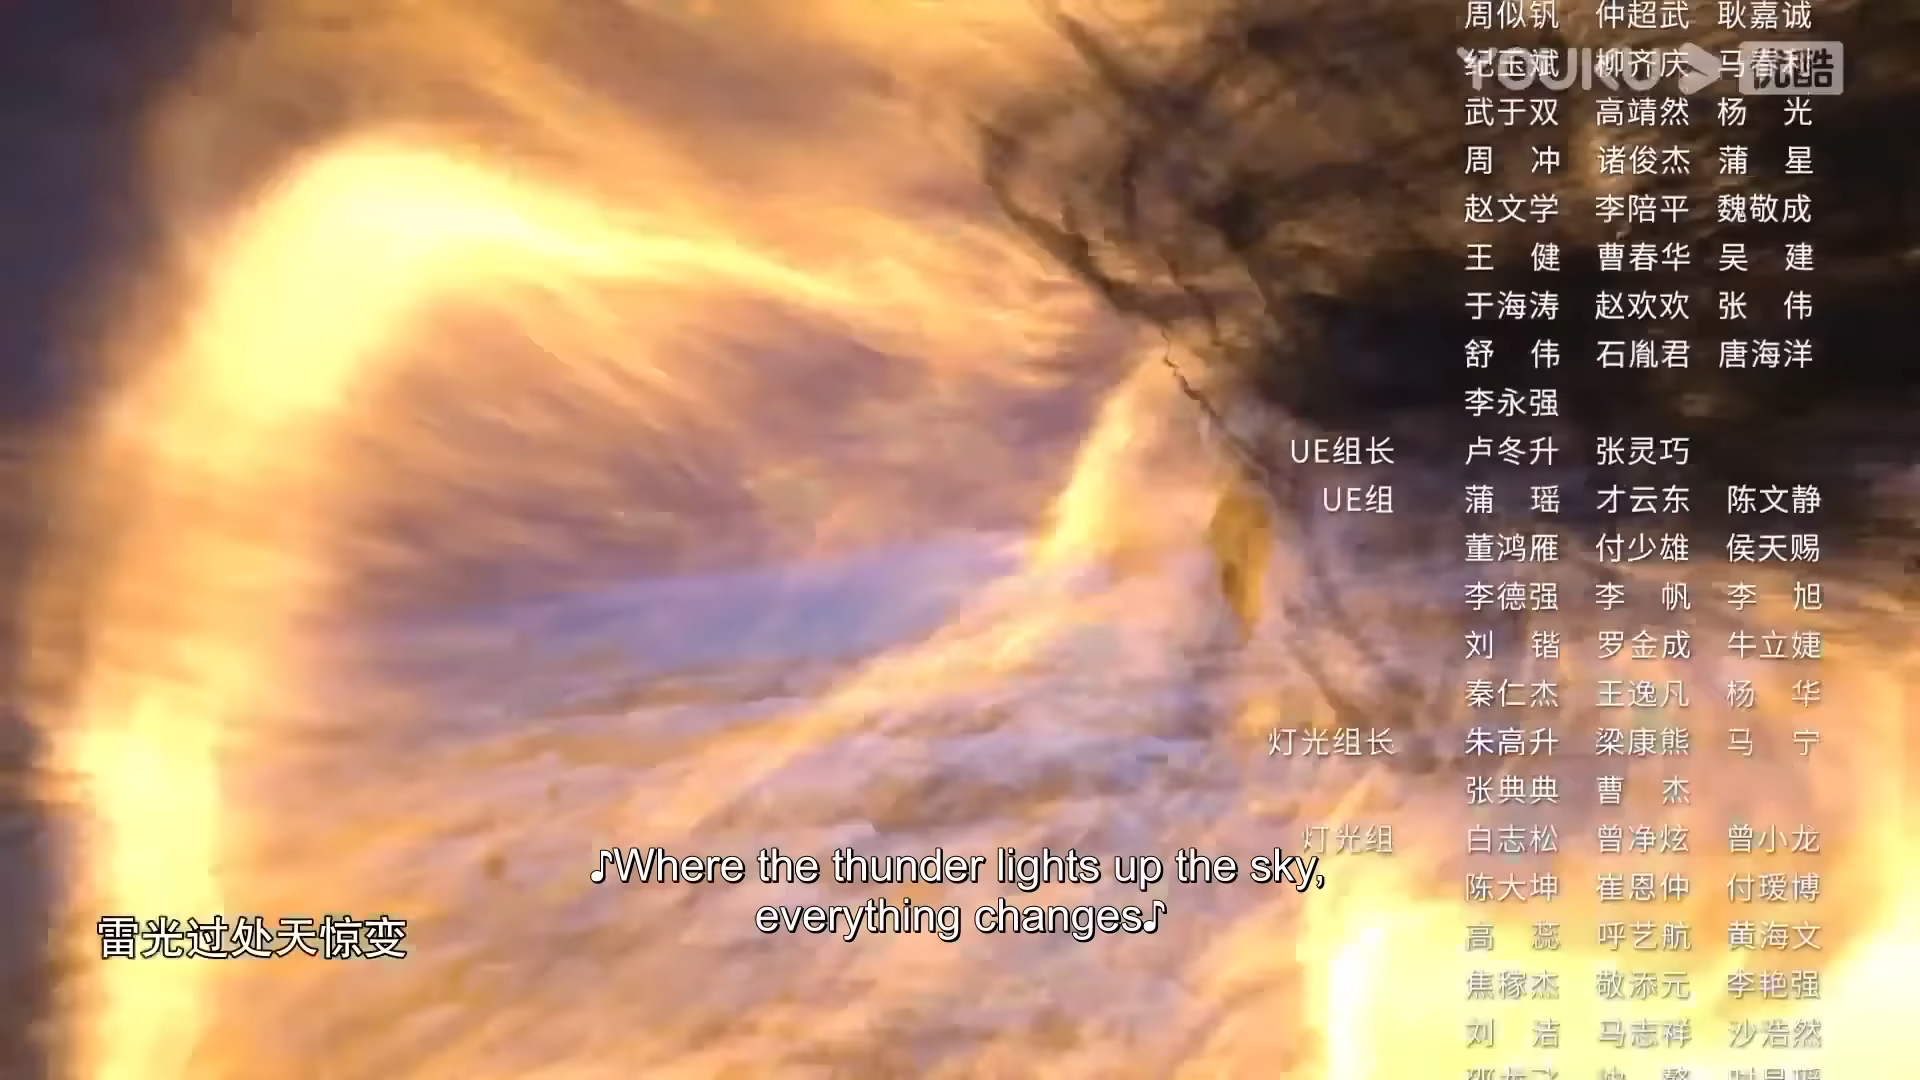 周似钒 仲超武 耿嘉诚
YOUKU 优酷
纪玉斌 柳齐庆 马春利
武于双 高靖然 杨 光
周 冲 诸俊杰 蒲 星
赵文学 李陪平 魏敬成
王 健 曹春华 吴 建
于海涛 赵欢欢 张 伟
舒 伟 石胤君 唐海洋
李永强
UE组长 卢冬升 张灵巧
UE组 蒲 瑶 才云东 陈文静
董鸿雁 付少雄 侯天赐
李德强 李 帆 李 旭
刘 锴 罗金成 牛立婕
秦仁杰 王逸凡 杨 华
灯光组长 朱高升 梁康熊 马 宁
张典典 曹 杰
灯光组 白志松 曾净炫 曾小龙
陈大坤 崔恩仲 付瑷博
高 蕊 呼艺航 黄海文
焦稼杰 敬添元 李艳强
刘 洁 马志祥 沙浩然
♪Where the thunder lights up the sky,
everything changes♪
雷光过处天惊变